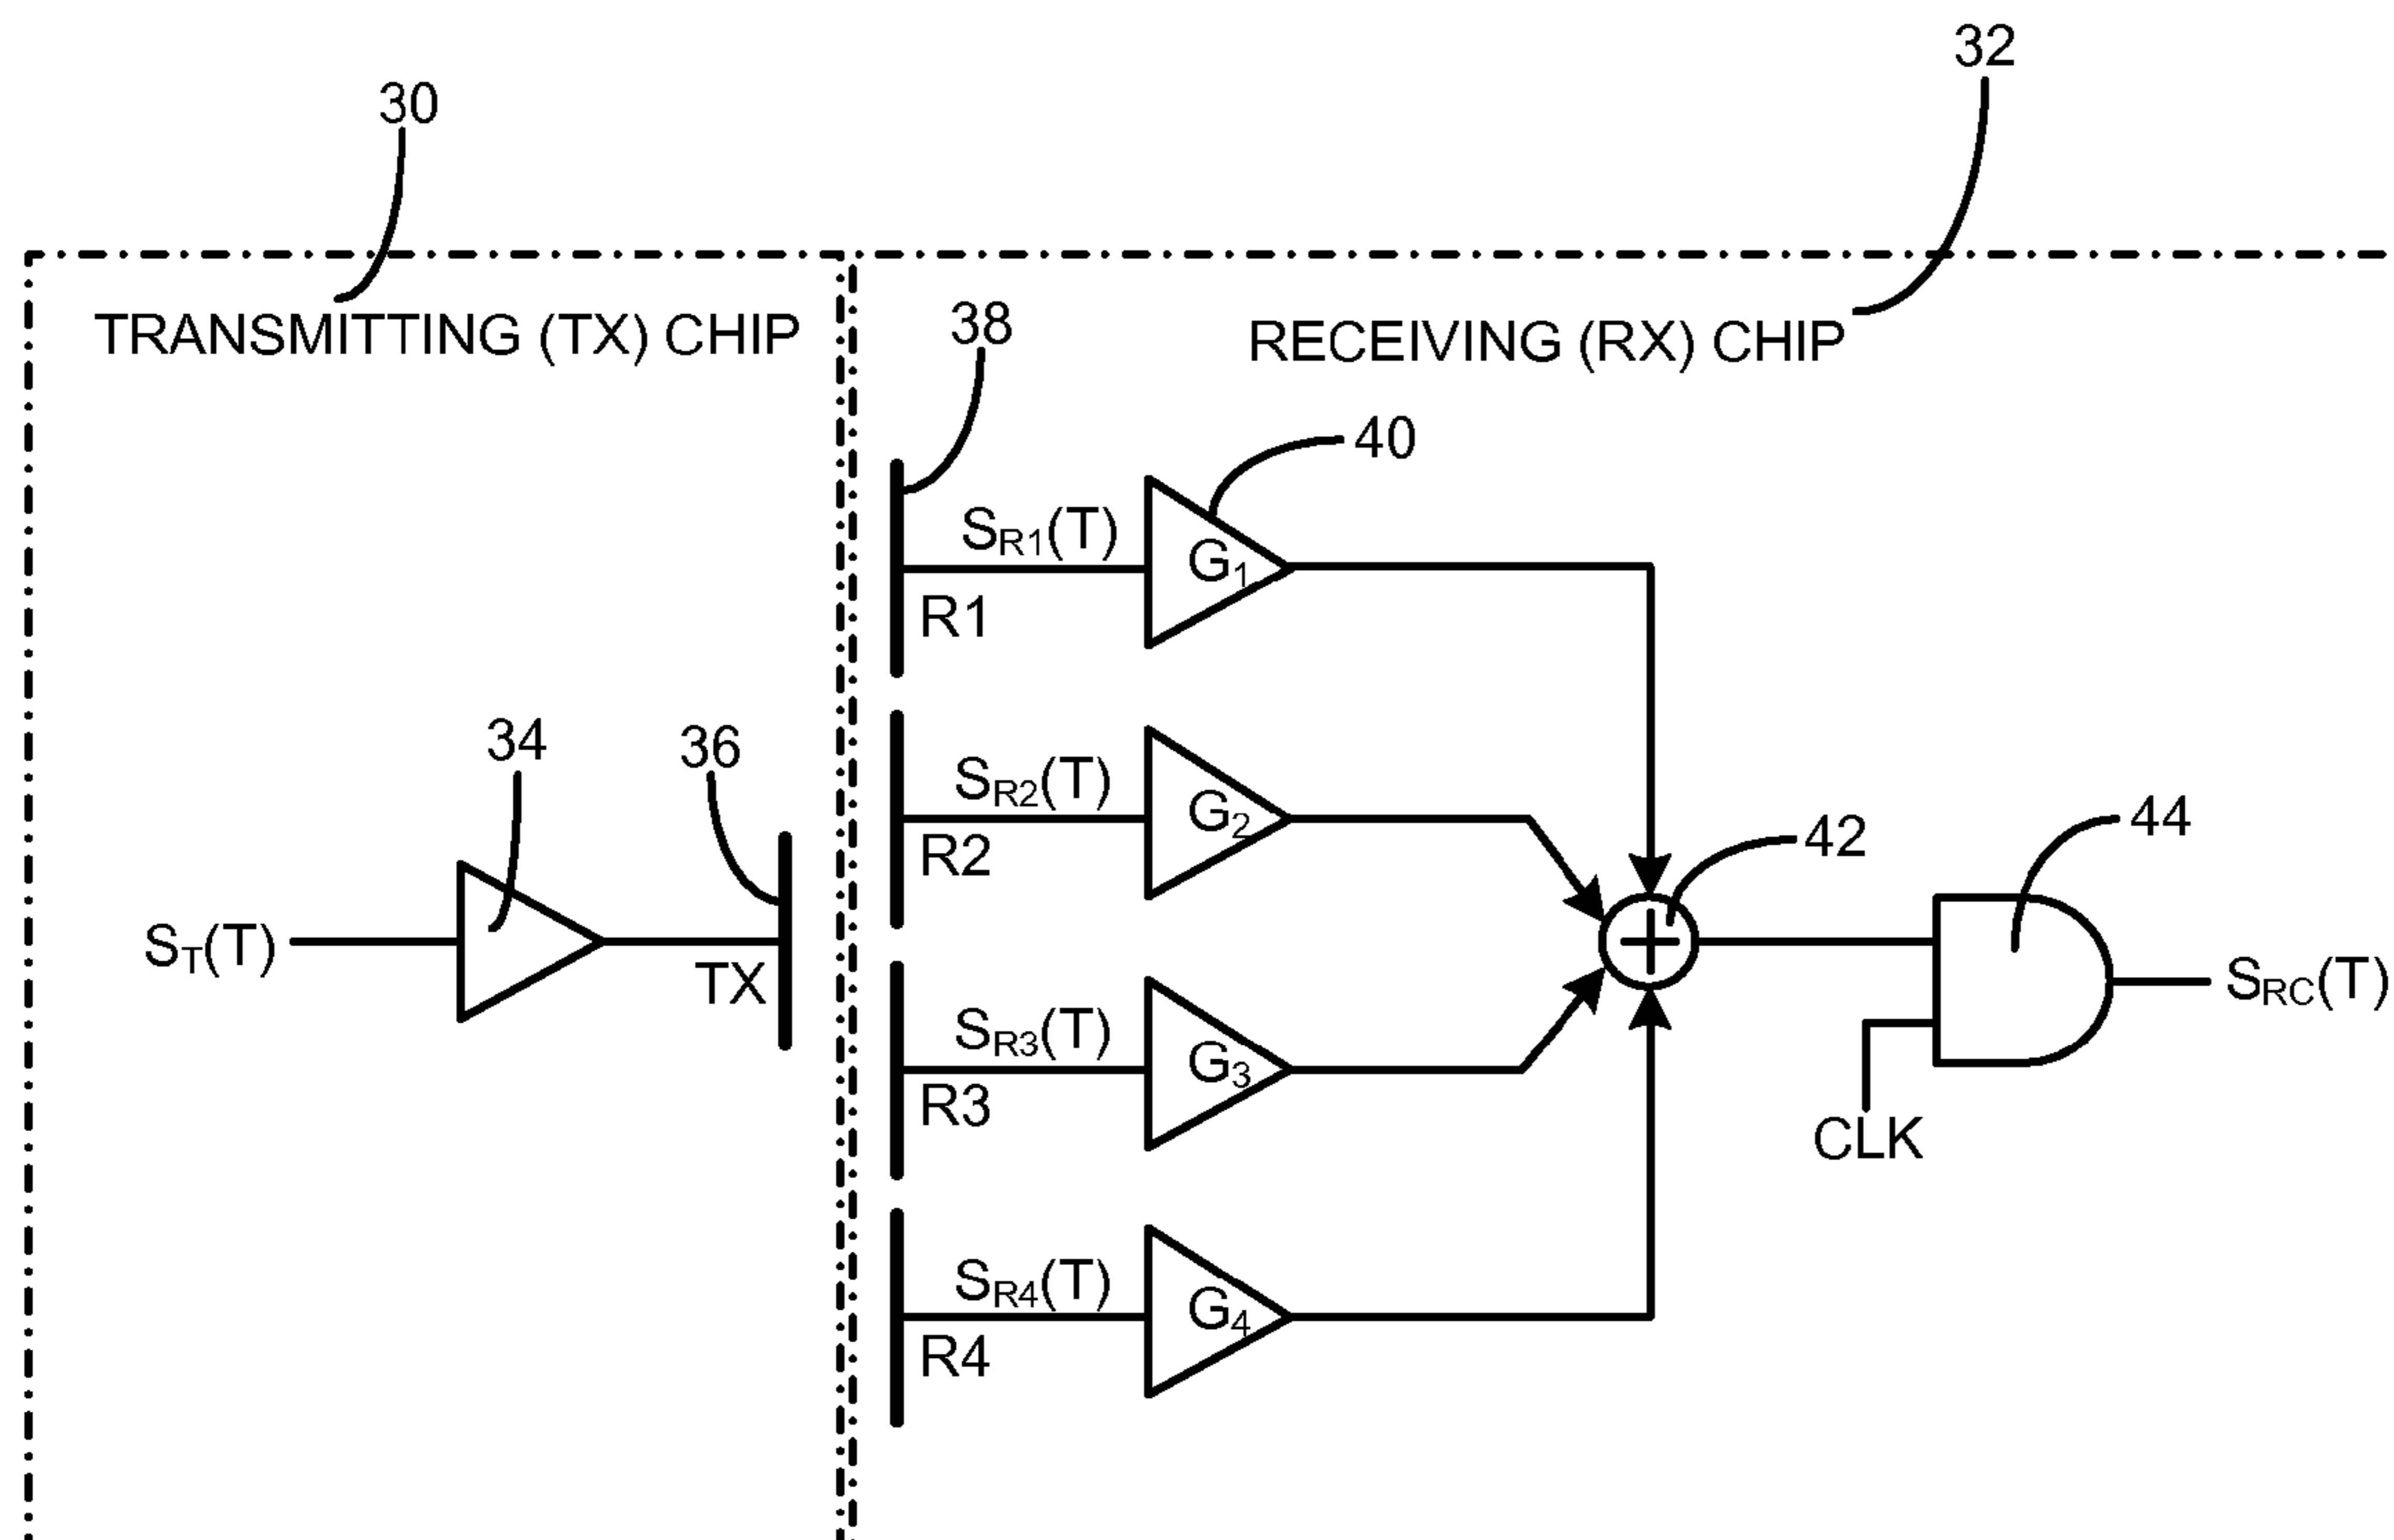 32
30
TRANSMITTING (TX) CHIP
RECEIVING (RX) CHIP
38
40
SR1(T)
G1
R1
34
36
SR2(T)
G2
R2
42
44
ST(T)
TX
SRC(T)
SR3(T)
G3
R3
CLK
SR4(T)
G4
R4